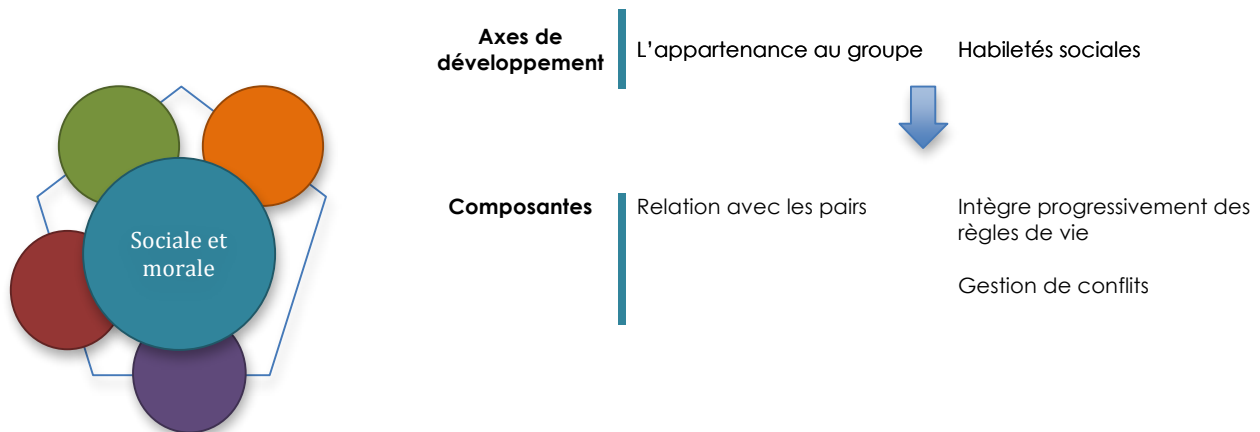 Axes de
développement
L'appartenance au groupe
Habiletés sociales
Sociale et
morale
Composantes
Relation avec les pairs
Intègre progressivement des
règles de vie
Gestion de conflits